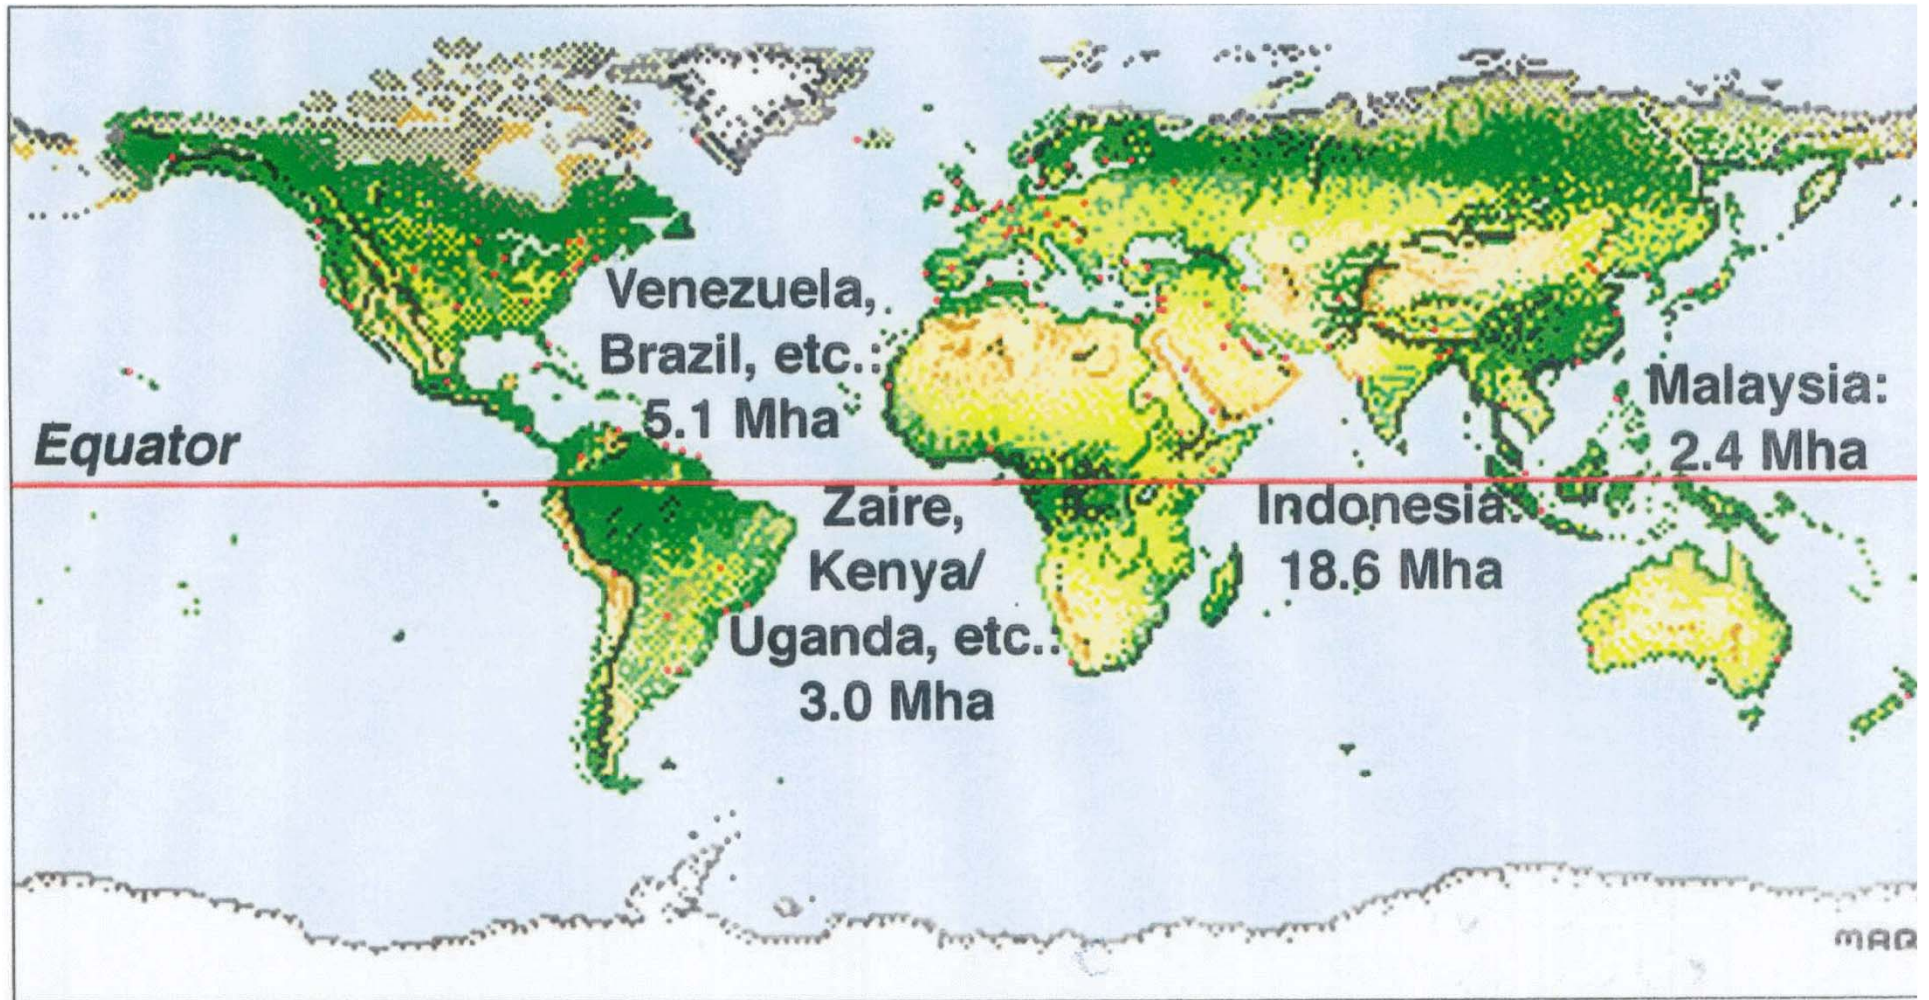 Venezuela,
Brazil, etc.:
5.1 Mha
Malaysia:
2.4 Mha
Equator
Zaire,
Kenya/
Uganda, etc.:
3.0 Mha
Indonesia:
18.6 Mha